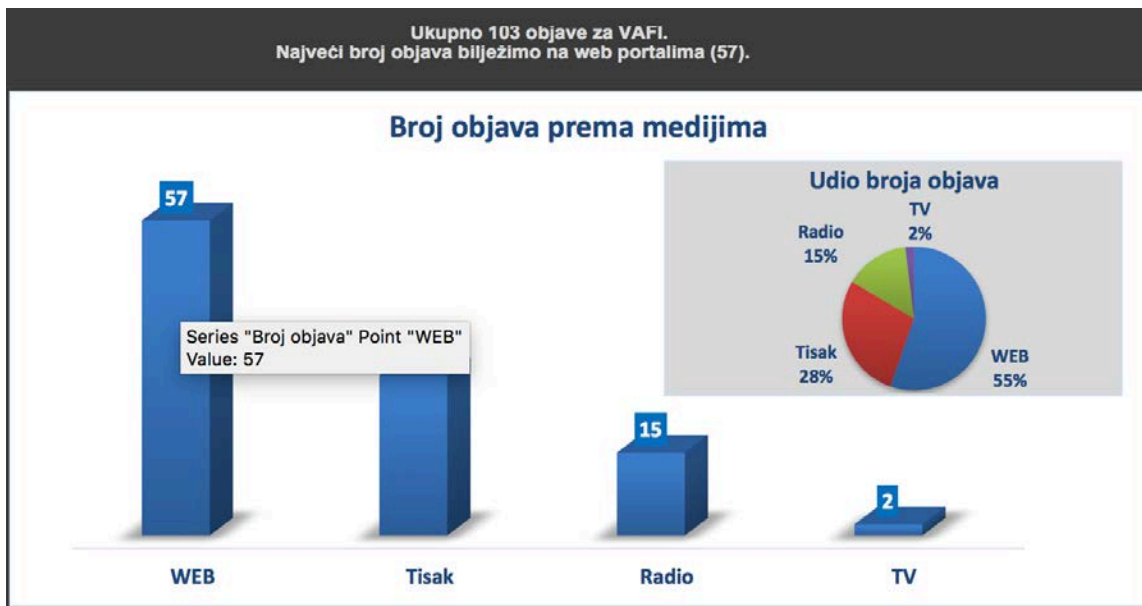 Ukupno 103 objave za VAFI.
Najveći broj objava bilježimo na web portalima (57).
Broj objava prema medijima
57
Series "Broj objava" Point "WEB"
Value: 57
15
2
WEB
Tisak
Radio
TV
Udio broja objava
TV
2%
Radio
15%
Tisak
28%
WEB
55%